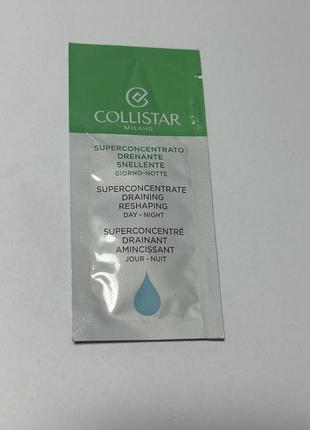 COLLISTAR
MILANO
SUPERCONCENTRATO
DRENANTE
SNELLENTE
GIORNO-NOTTE
SUPERCONCENTRATE
DRAINING
RESHAPING
DAY - NIGHT
SUPERCONCENTRÉ
DRAINANT
AMINCISSANT
JOUR - NUIT